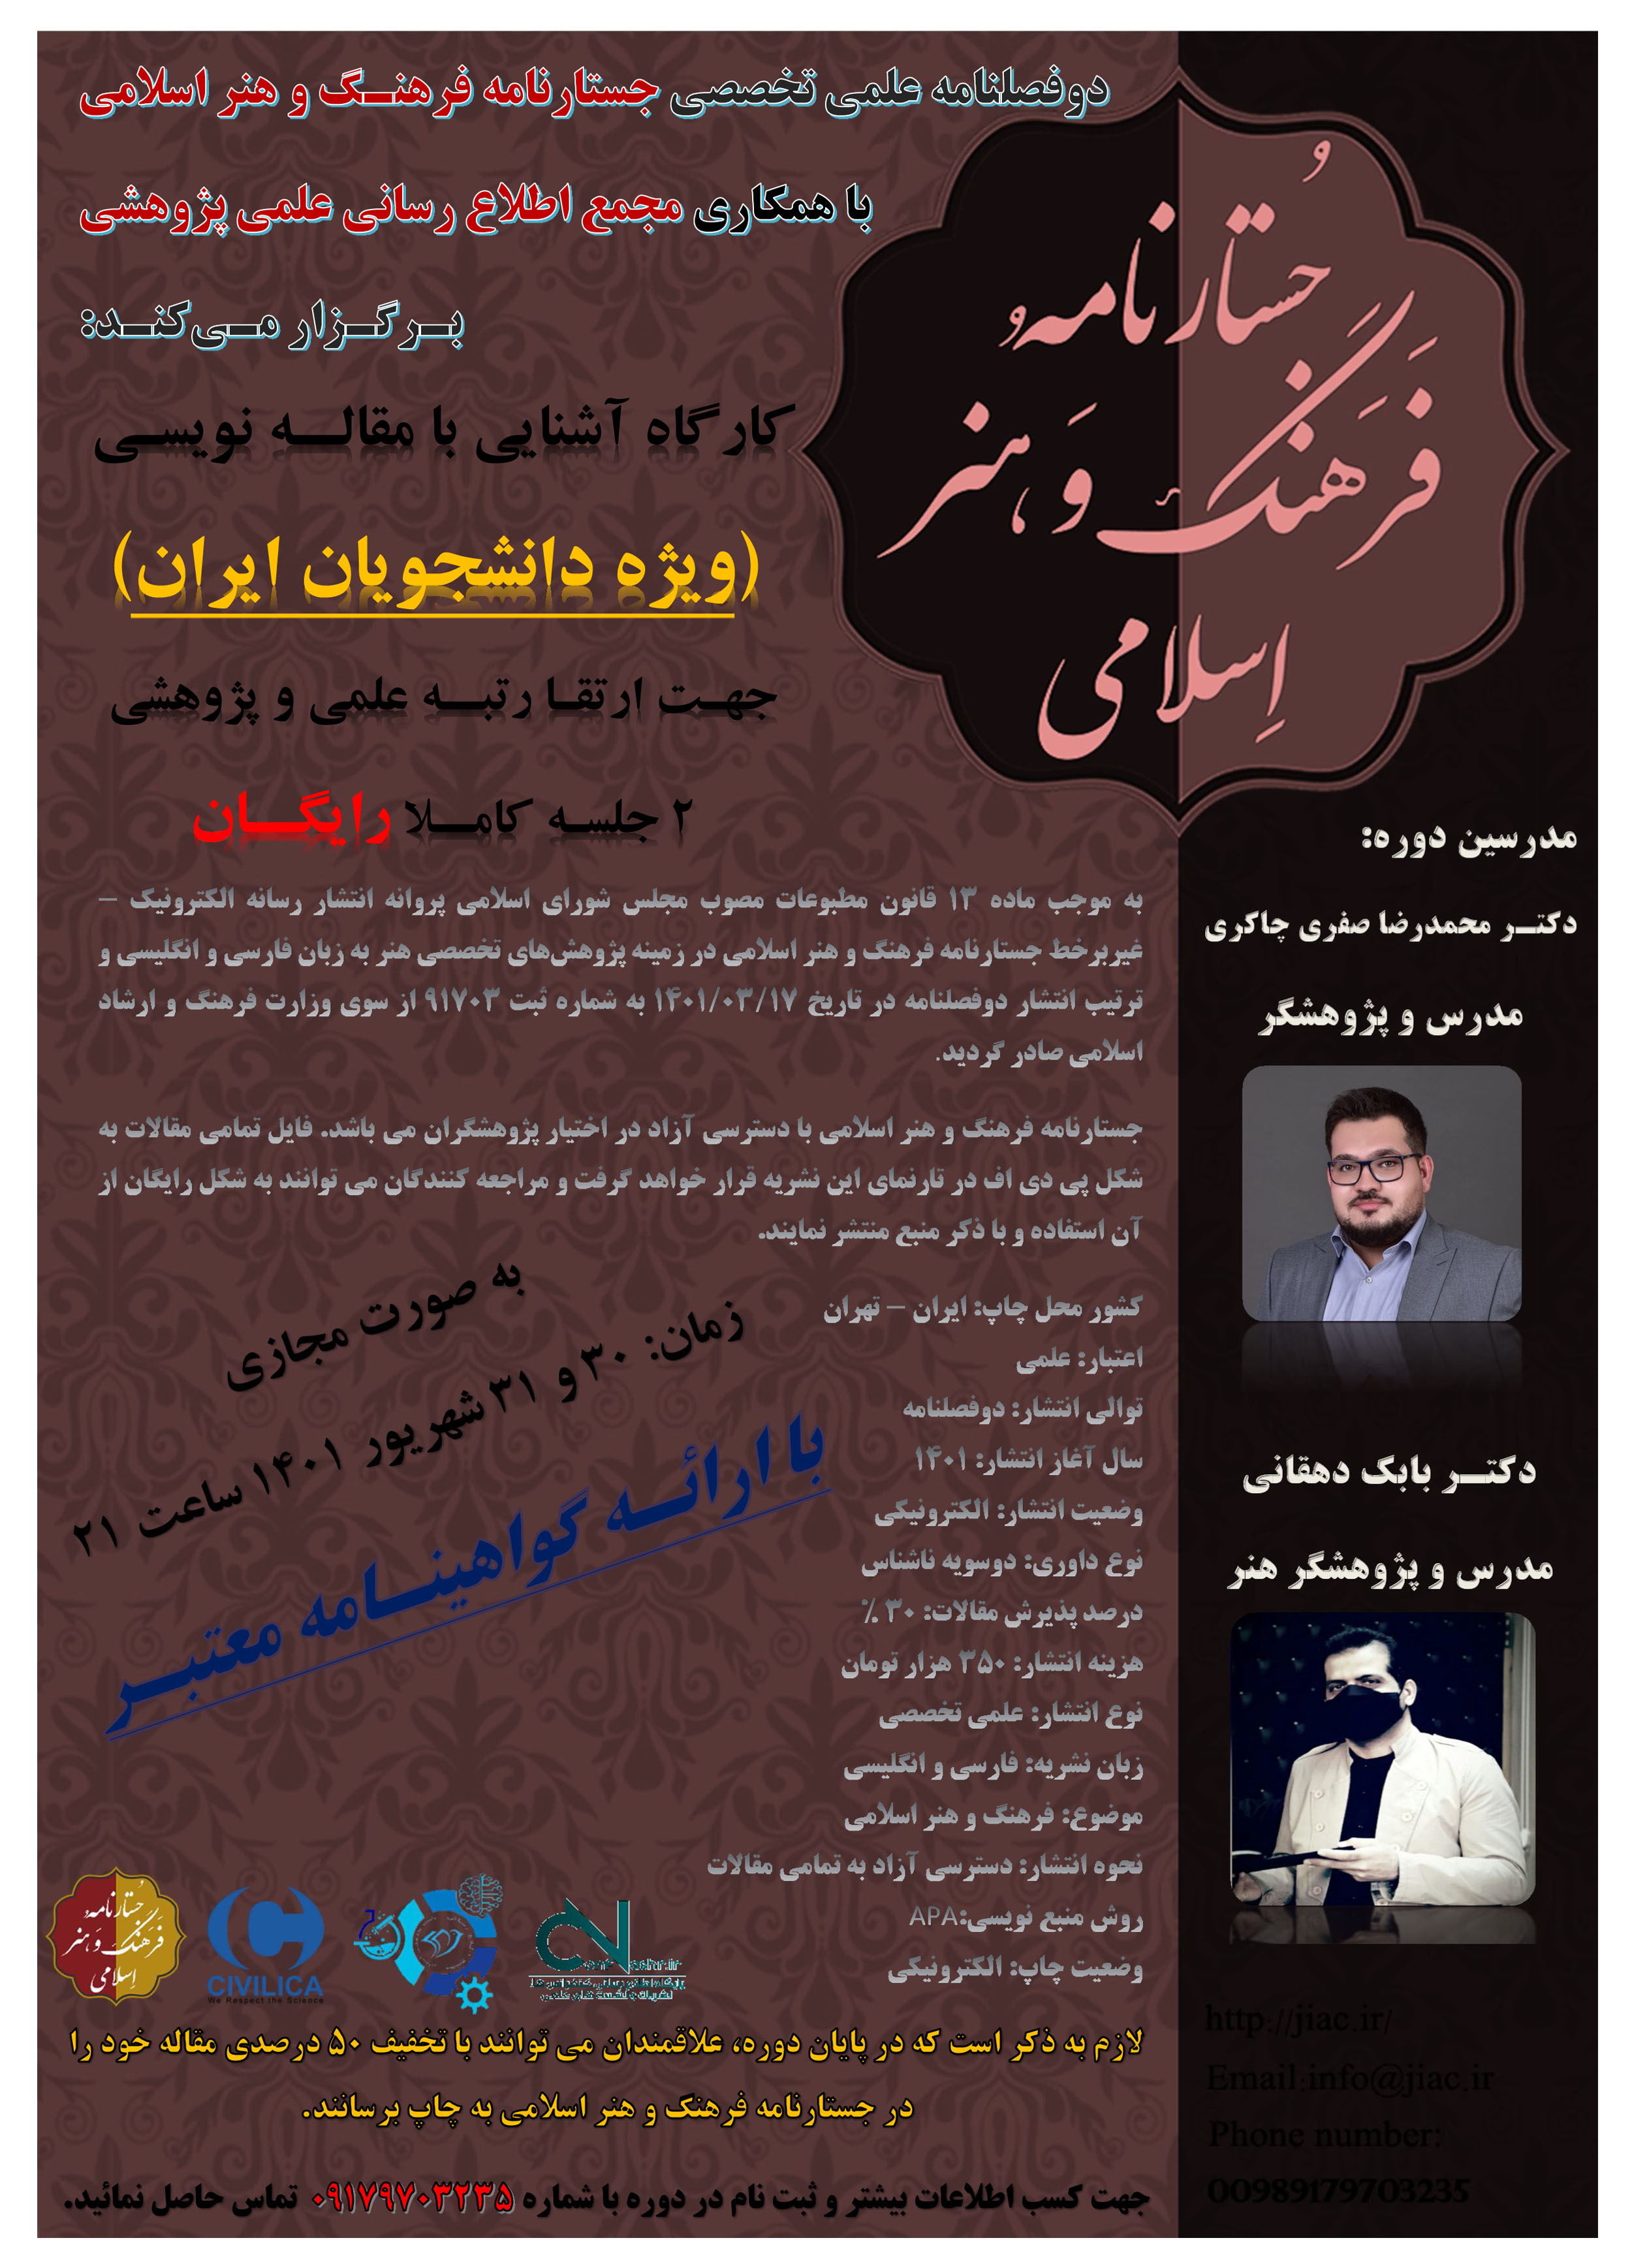 دوفصلنامه علمی تخصصی جستارنامه فرهنگ و هنر اسلامی
با همکاری مجمع اطلاع رسانی علمی پژوهشی
برگزار می‌کند:
کارگاه آشنایی با مقاله نویسی
(ویژه دانشجویان ایران)
جهت ارتقا رتبه علمی و پژوهشی
۲ جلسه کاملا رایگان
جستارنامهٔ
فَرهَنگ وَ هنر
اِسلامی
به موجب ماده ۱۳ قانون مطبوعات مصوب مجلس شورای اسلامی پروانه انتشار رسانه الکترونیک –
غیربرخط جستارنامه فرهنگ و هنر اسلامی در زمینه پژوهش‌های تخصصی هنر به زبان فارسی و انگلیسی و
ترتیب انتشار دوفصلنامه در تاریخ ۱۴۰۱/۰۳/۱۷ به شماره ثبت ۹۱۷۰۳ از سوی وزارت فرهنگ و ارشاد
اسلامی صادر گردید.
جستارنامه فرهنگ و هنر اسلامی با دسترسی آزاد در اختیار پژوهشگران می باشد. فایل تمامی مقالات به
شکل پی دی اف در تارنمای این نشریه قرار خواهد گرفت و مراجعه کنندگان می توانند به شکل رایگان از
آن استفاده و با ذکر منبع منتشر نمایند.
کشور محل چاپ: ایران – تهران
اعتبار: علمی
توالی انتشار: دوفصلنامه
سال آغاز انتشار: ۱۴۰۱
وضعیت انتشار: الکترونیکی
نوع داوری: دوسویه ناشناس
درصد پذیرش مقالات: ۳۰ %
هزینه انتشار: ۳۵۰ هزار تومان
نوع انتشار: علمی تخصصی
زبان نشریه: فارسی و انگلیسی
موضوع: فرهنگ و هنر اسلامی
نحوه انتشار: دسترسی آزاد به تمامی مقالات
روش منبع نویسی:APA
وضعیت چاپ: الکترونیکی
به صورت مجازی
زمان: ۳۰ و ۳۱ شهریور ۱۴۰۱ ساعت ۲۱
با ارائه گواهینامه معتبر
مدرسین دوره:
دکتر محمدرضا صفری چاکری
مدرس و پژوهشگر
دکتر بابک دهقانی
مدرس و پژوهشگر هنر
جستارنامهٔ
فَرهَنگ وَ هنر
اِسلامی
CIVILICA
We Respect the Science
لازم به ذکر است که در پایان دوره، علاقمندان می توانند با تخفیف ۵۰ درصدی مقاله خود را
در جستارنامه فرهنگ و هنر اسلامی به چاپ برسانند.
جهت کسب اطلاعات بیشتر و ثبت نام در دوره با شماره ۰۹۱۷۹۷۰۳۲۳۵ تماس حاصل نمائید.
http://jiac.ir/
Email:info@jiac.ir
Phone number:
00989179703235